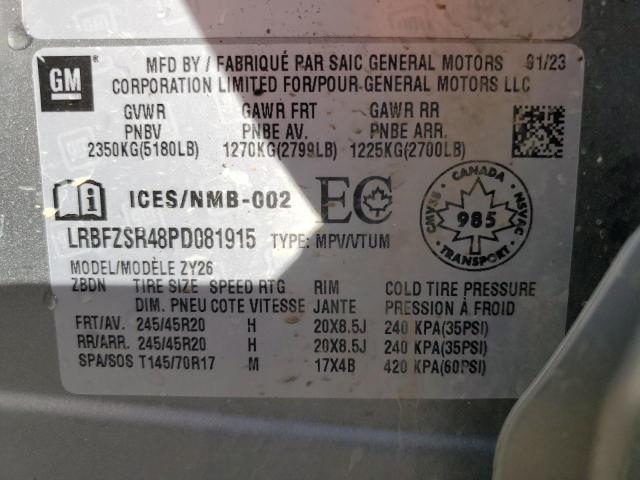 GM
MFD BY / FABRIQUÉ PAR SAIC GENERAL MOTORS 01/23
CORPORATION LIMITED FOR/POUR GENERAL MOTORS LLC
GVWR GAWR FRT GAWR RR
PNBV PNBE AV. PNBE ARR.
2350KG(5180LB) 1270KG(2799LB) 1225KG(2700LB)
ICES/NMB-002 EC
CANADA
CMVSS 985 NSVAC
TRANSPORT
LRBFZSR48PD081915 TYPE: MPV/VTUM
MODEL/MODÈLE ZY26
ZBDN TIRE SIZE SPEED RTG RIM COLD TIRE PRESSURE
DIM. PNEU COTE VITESSE JANTE PRESSION À FROID
FRT/AV. 245/45R20 H 20X8.5J 240 KPA(35PSI)
RR/ARR. 245/45R20 H 20X8.5J 240 KPA(35PSI)
SPA/SOS T145/70R17 M 17X4B 420 KPA(60PSI)